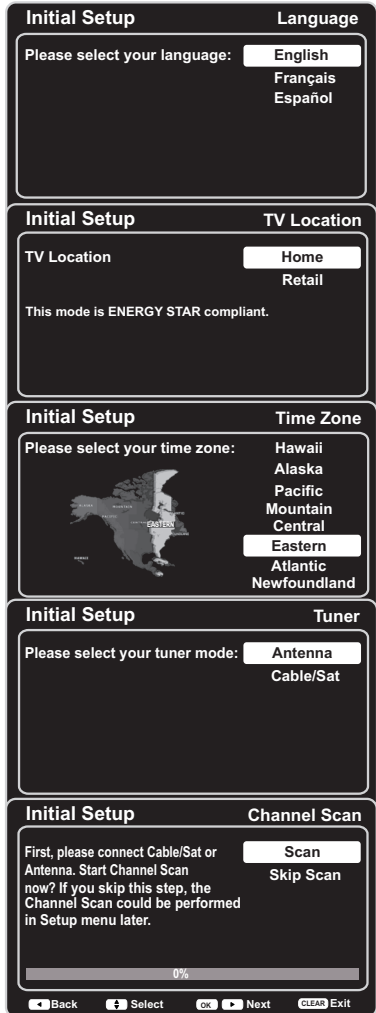 Initial Setup Language
Please select your language: English
Français
Español
Initial Setup TV Location
TV Location Home
Retail
This mode is ENERGY STAR compliant.
Initial Setup Time Zone
Please select your time zone: Hawaii
Alaska
Pacific
Mountain
Central
Eastern
Atlantic
Newfoundland
ALASKA
MOUNTAIN
PACIFIC
EASTERN
HAWAII
Initial Setup Tuner
Please select your tuner mode: Antenna
Cable/Sat
Initial Setup Channel Scan
First, please connect Cable/Sat or
Antenna. Start Channel Scan
now? If you skip this step, the
Channel Scan could be performed
in Setup menu later.
Scan
Skip Scan
0%
Back Select OK Next CLEAR Exit